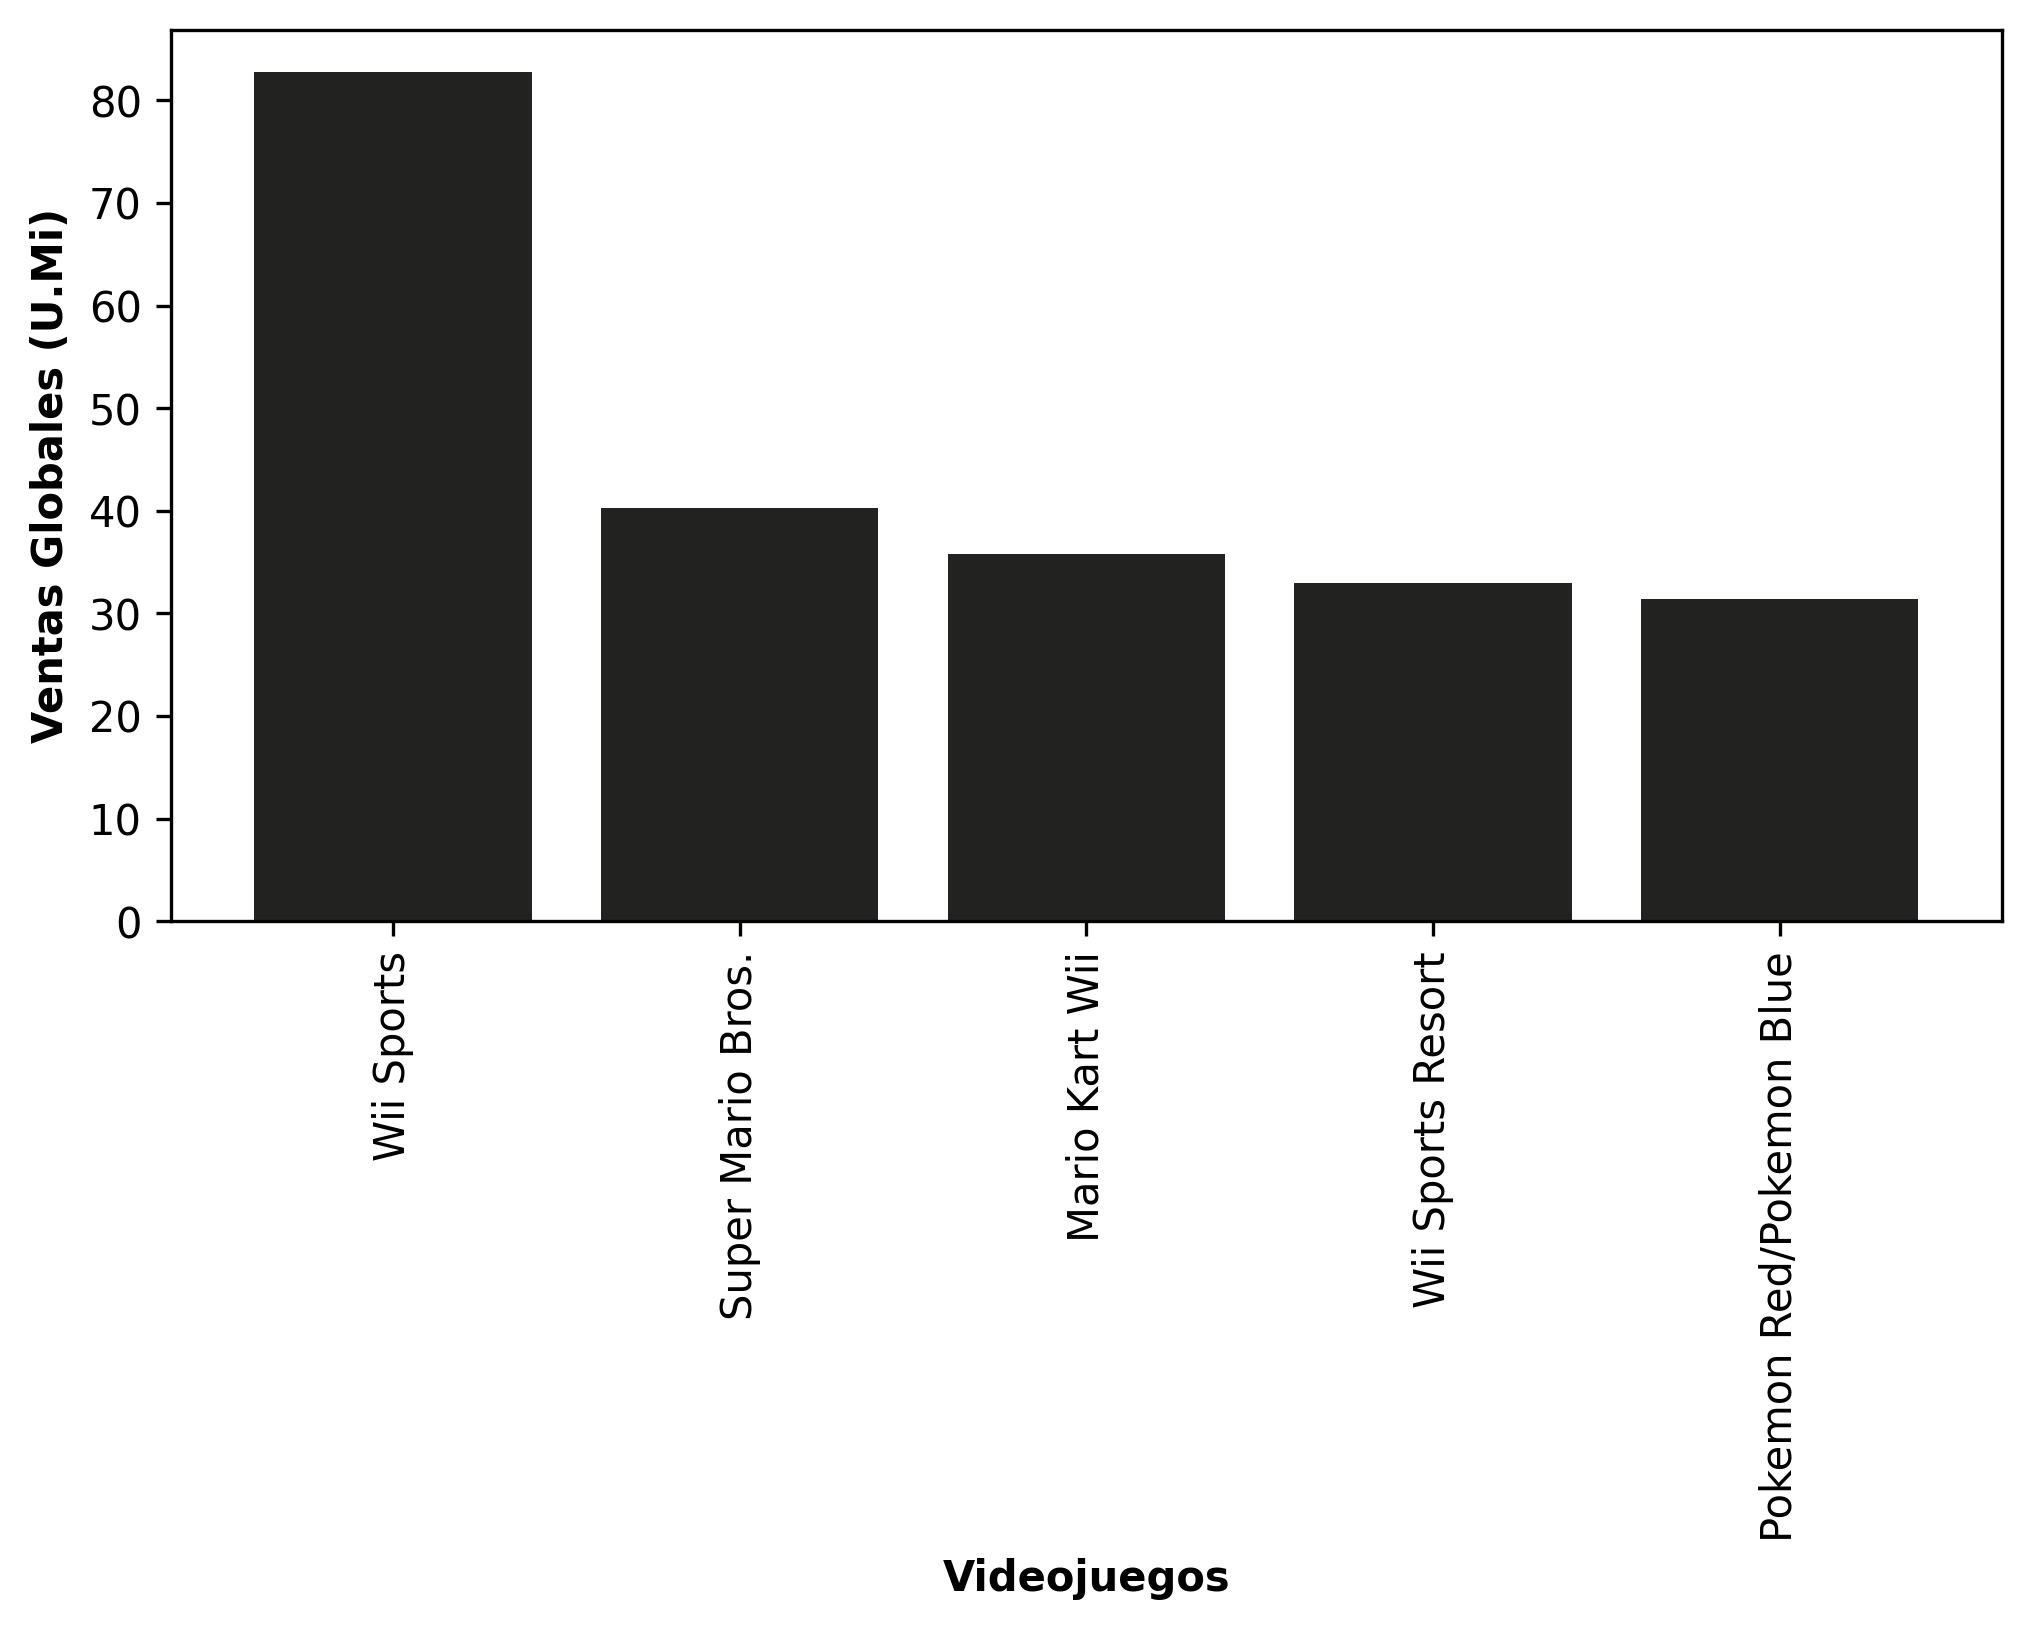 Ventas Globales (U.Mi)
80
70
60
50
40
30
20
10
0
Wii Sports
Super Mario Bros.
Mario Kart Wii
Wii Sports Resort
Pokemon Red/Pokemon Blue
Videojuegos